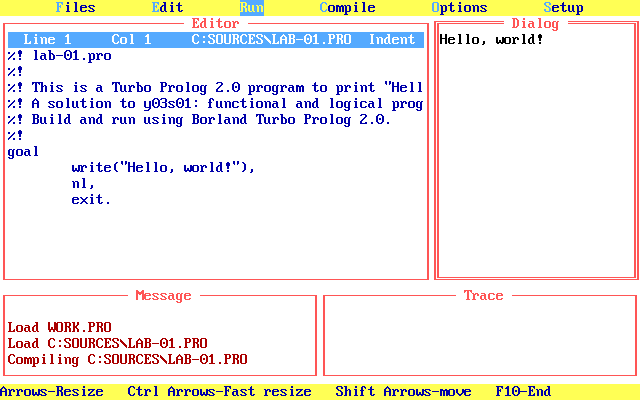 Files Edit Run Compile Options Setup
Editor
Line 1 Col 1 C:SOURCES\LAB-01.PRO Indent
%! lab-01.pro
%!
%! This is a Turbo Prolog 2.0 program to print "Hell
%! A solution to y03s01: functional and logical prog
%! Build and run using Borland Turbo Prolog 2.0.
%!
goal
write("Hello, world!"),
nl,
exit.
Dialog
Hello, world!
Message
Load WORK.PRO
Load C:SOURCES\LAB-01.PRO
Compiling C:SOURCES\LAB-01.PRO
Trace
Arrows-Resize Ctrl Arrows-Fast resize Shift Arrows-move F10-End